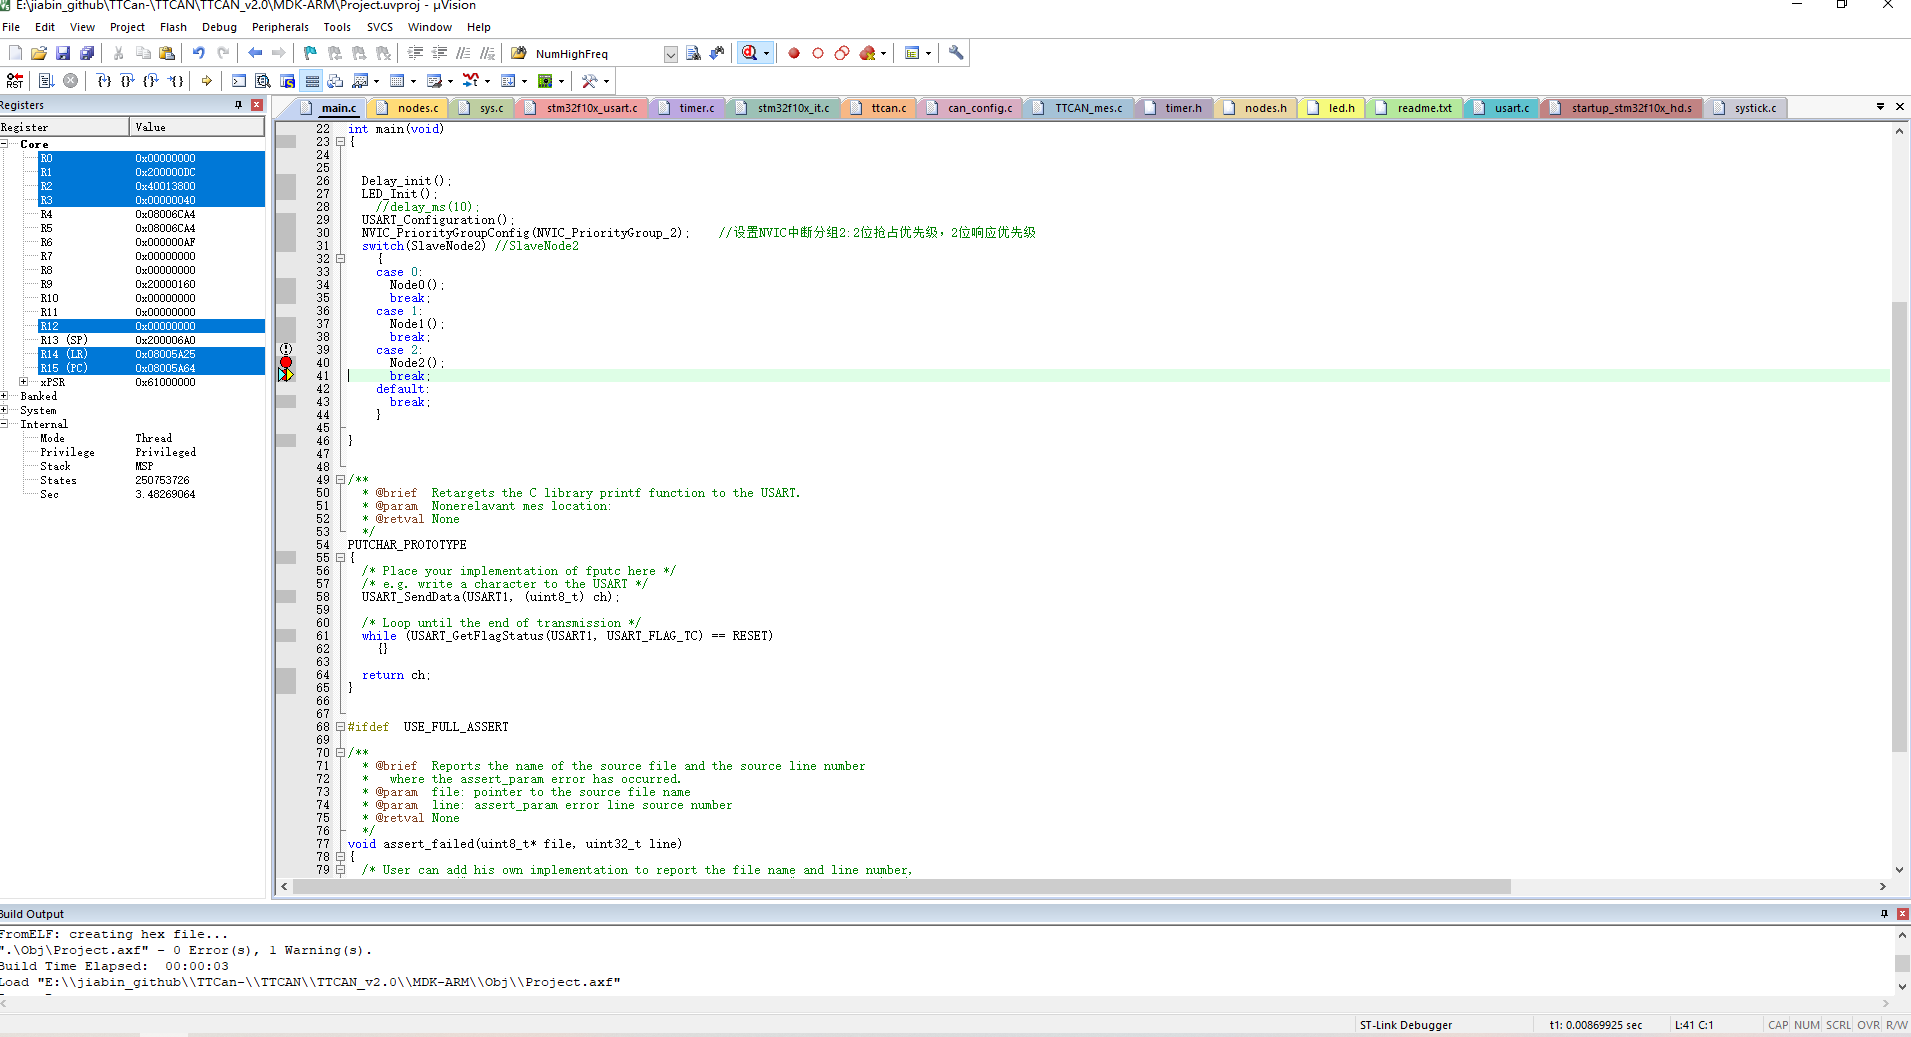 E:\jiabin_github\TTCan-\TTCAN\TTCAN_v2.0\MDK-ARM\Project.uvproj - µVision
File Edit View Project Flash Debug Peripherals Tools SVCS Window Help
NumHighFreq
RST
Registers
main.c nodes.c sys.c stm32f10x_usart.c timer.c stm32f10x_it.c ttcan.c can_config.c TTCAN_mes.c timer.h nodes.h led.h readme.txt usart.c startup_stm32f10x_hd.s systick.c
Register Value
Core
R0 0x00000000
R1 0x200000DC
R2 0x40013800
R3 0x00000040
R4 0x08006CA4
R5 0x08006CA4
R6 0x000000AF
R7 0x00000000
R8 0x00000000
R9 0x20000160
R10 0x00000000
R11 0x00000000
R12 0x00000000
R13 (SP) 0x200006A0
R14 (LR) 0x08005A25
R15 (PC) 0x08005A64
xPSR 0x61000000
Banked
System
Internal
Mode Thread
Privilege Privileged
Stack MSP
States 250753726
Sec 3.48269064
22 int main(void)
23 {
24
25
26 Delay_init();
27 LED_Init();
28 //delay_ms(10);
29 USART_Configuration();
30 NVIC_PriorityGroupConfig(NVIC_PriorityGroup_2); //设置NVIC中断分组2:2位抢占优先级，2位响应优先级
31 switch(SlaveNode2) //SlaveNode2
32 {
33 case 0:
34 Node0();
35 break;
36 case 1:
37 Node1();
38 break;
39 case 2:
40 Node2();
41 break;
42 default:
43 break;
44 }
45
46 }
47
48
49 /**
50 * @brief Retargets the C library printf function to the USART.
51 * @param Nonerelavant mes location:
52 * @retval None
53 */
54 PUTCHAR_PROTOTYPE
55 {
56 /* Place your implementation of fputc here */
57 /* e.g. write a character to the USART */
58 USART_SendData(USART1, (uint8_t) ch);
59
60 /* Loop until the end of transmission */
61 while (USART_GetFlagStatus(USART1, USART_FLAG_TC) == RESET)
62 {}
63
64 return ch;
65 }
66
67
68 #ifdef USE_FULL_ASSERT
69
70 /**
71 * @brief Reports the name of the source file and the source line number
72 * where the assert_param error has occurred.
73 * @param file: pointer to the source file name
74 * @param line: assert_param error line source number
75 * @retval None
76 */
77 void assert_failed(uint8_t* file, uint32_t line)
78 {
79 /* User can add his own implementation to report the file name and line number,
Build Output
FromELF: creating hex file...
".\Obj\Project.axf" - 0 Error(s), 1 Warning(s).
Build Time Elapsed: 00:00:03
Load "E:\\jiabin_github\\TTCan-\\TTCAN\\TTCAN_v2.0\\MDK-ARM\\Obj\\Project.axf"
ST-Link Debugger t1: 0.00869925 sec L:41 C:1 CAP NUM SCRL OVR R/W